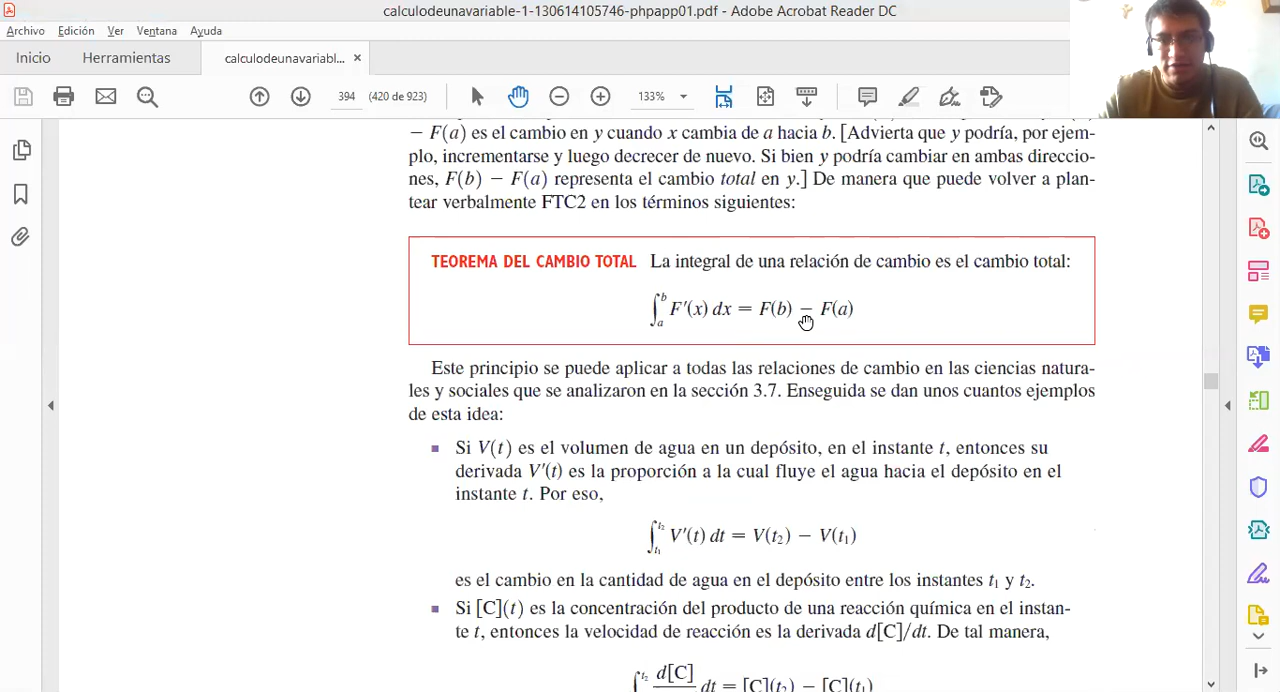 calculodeunavariable-1-130614105746-phpapp01.pdf - Adobe Acrobat Reader DC
Archivo Edición Ver Ventana Ayuda
Inicio Herramientas calculodeunavariabl... ×
394 (420 de 923) 133%
− F(a) es el cambio en y cuando x cambia de a hacia b. [Advierta que y podría, por ejem-
plo, incrementarse y luego decrecer de nuevo. Si bien y podría cambiar en ambas direccio-
nes, F(b) − F(a) representa el cambio total en y.] De manera que puede volver a plan-
tear verbalmente FTC2 en los términos siguientes:
TEOREMA DEL CAMBIO TOTAL La integral de una relación de cambio es el cambio total:
∫ₐᵇ F′(x) dx = F(b) − F(a)
Este principio se puede aplicar a todas las relaciones de cambio en las ciencias natura-
les y sociales que se analizaron en la sección 3.7. Enseguida se dan unos cuantos ejemplos
de esta idea:
■ Si V(t) es el volumen de agua en un depósito, en el instante t, entonces su
derivada V′(t) es la proporción a la cual fluye el agua hacia el depósito en el
instante t. Por eso,
∫_{t₁}^{t₂} V′(t) dt = V(t₂) − V(t₁)
es el cambio en la cantidad de agua en el depósito entre los instantes t₁ y t₂.
■ Si [C](t) es la concentración del producto de una reacción química en el instan-
te t, entonces la velocidad de reacción es la derivada d[C]/dt. De tal manera,
∫^{t₂} d[C] dt = [C](t₂) − [C](t₁)